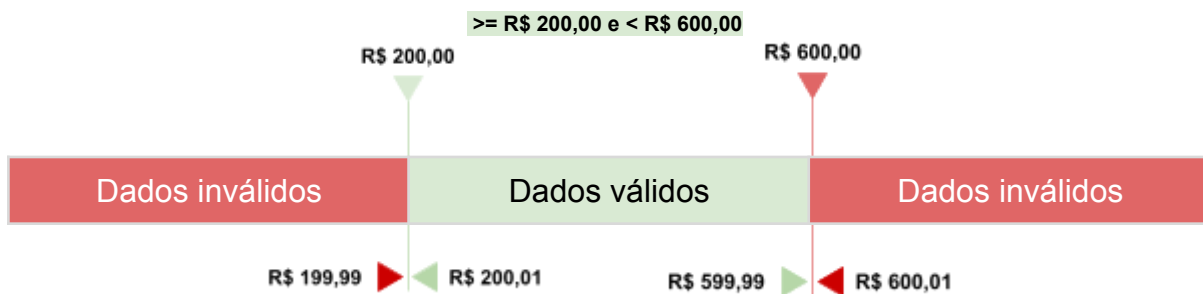 >= R$ 200,00 e < R$ 600,00
R$ 200,00
R$ 600,00
Dados inválidos
Dados válidos
Dados inválidos
R$ 199,99
R$ 200,01
R$ 599,99
R$ 600,01